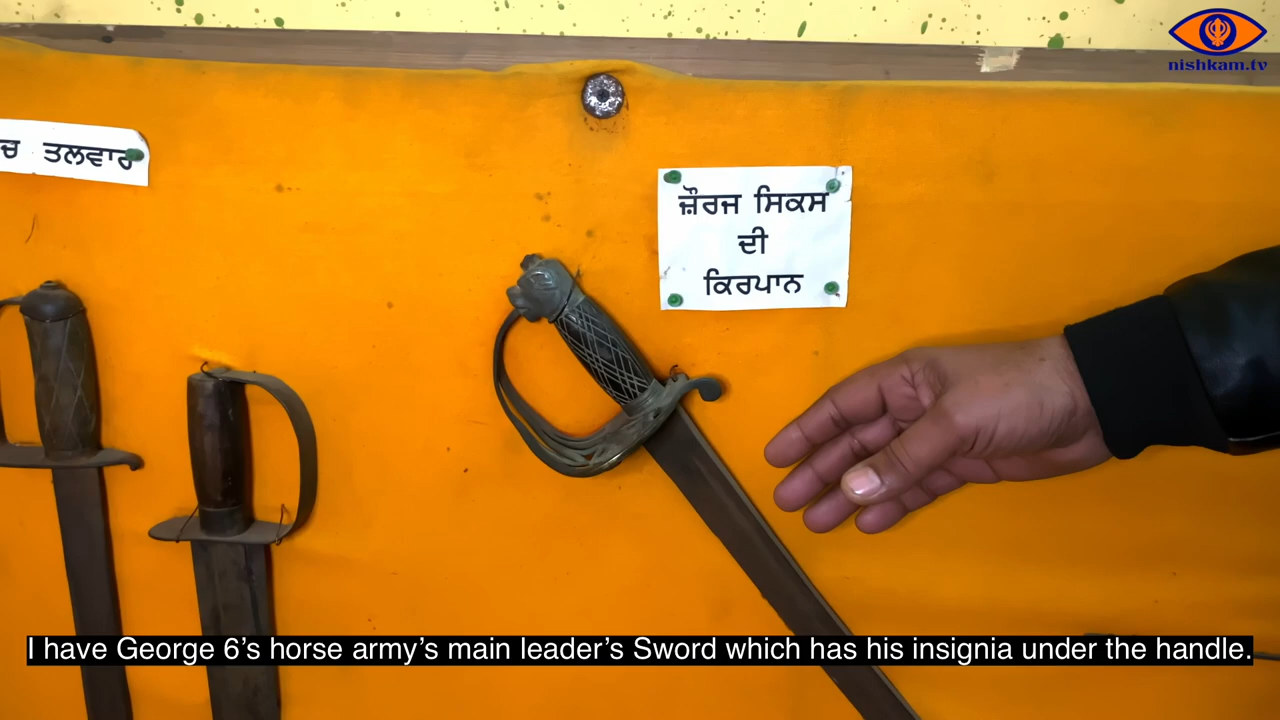 nishkam.tv
ਚ ਤਲਵਾਰ
ਜ਼ੌਰਜ ਸਿਕਸ
ਦੀ
ਕਿਰਪਾਨ
I have George 6’s horse army’s main leader’s Sword which has his insignia under the handle.